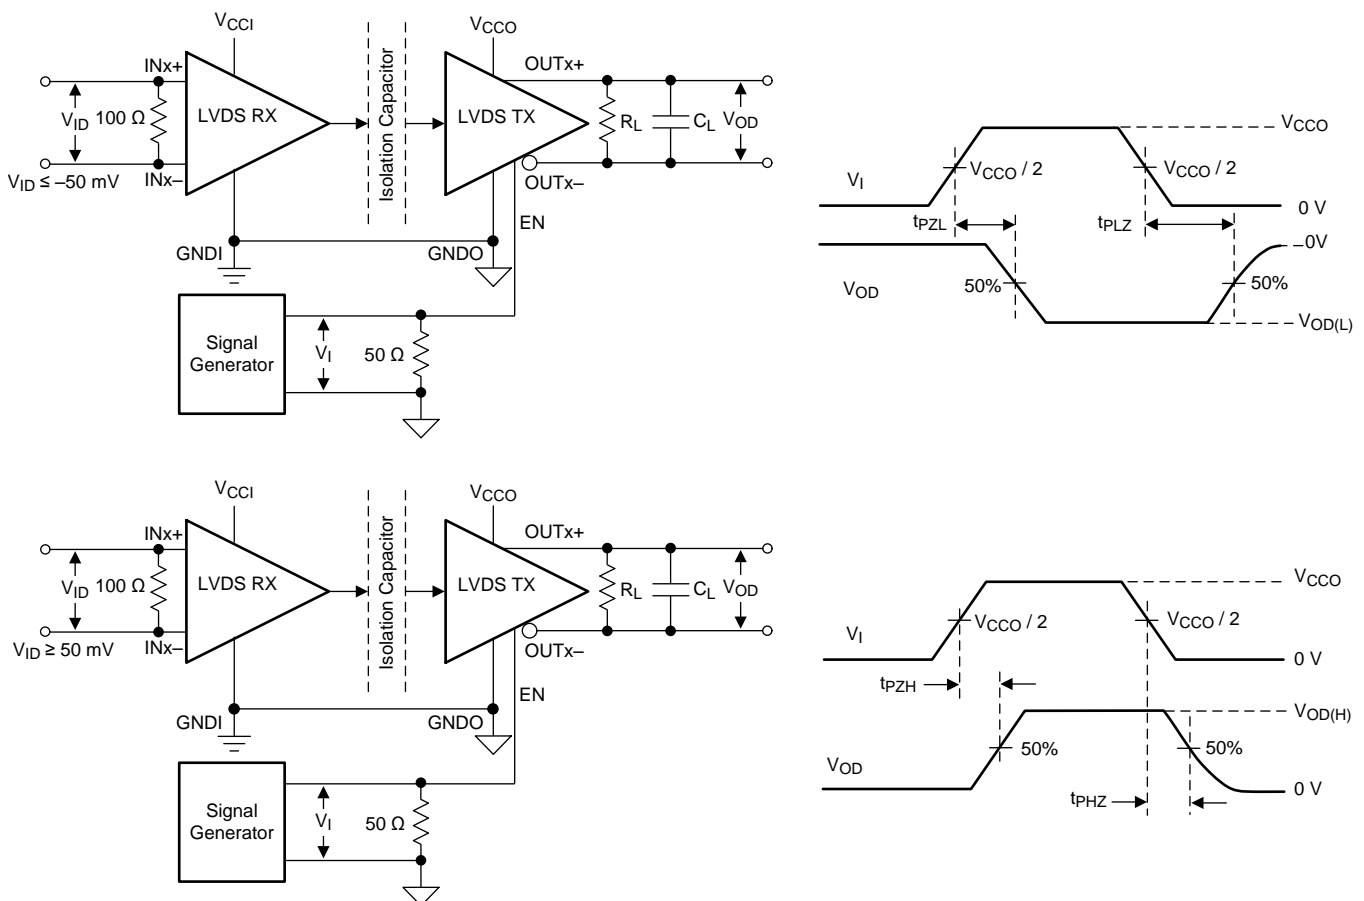 VCCI
VCCO
INx+
OUTx+
VID
100 Ω
LVDS RX
Isolation Capacitor
LVDS TX
RL
CL
VOD
INx–
OUTx–
VID ≤ –50 mV
EN
GNDI
GNDO
Signal
Generator
VI
50 Ω
VCCO
VI
VCCO / 2
VCCO / 2
0 V
tPZL
tPLZ
0V
VOD
50%
50%
VOD(L)
VCCI
VCCO
INx+
OUTx+
VID
100 Ω
LVDS RX
Isolation Capacitor
LVDS TX
RL
CL
VOD
INx–
OUTx–
VID ≥ 50 mV
EN
GNDI
GNDO
Signal
Generator
VI
50 Ω
VCCO
VI
VCCO / 2
VCCO / 2
0 V
tPZH
VOD(H)
50%
50%
VOD
0 V
tPHZ